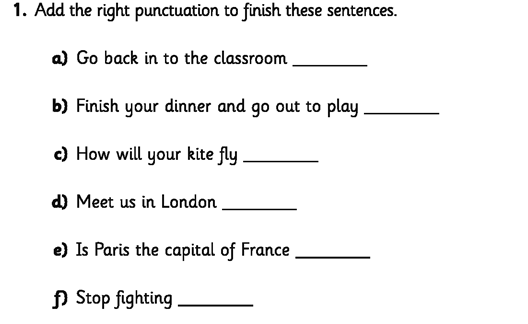 1. Add the right punctuation to finish these sentences.
a) Go back in to the classroom ________
b) Finish your dinner and go out to play ________
c) How will your kite fly ________
d) Meet us in London ________
e) Is Paris the capital of France ________
f) Stop fighting ________